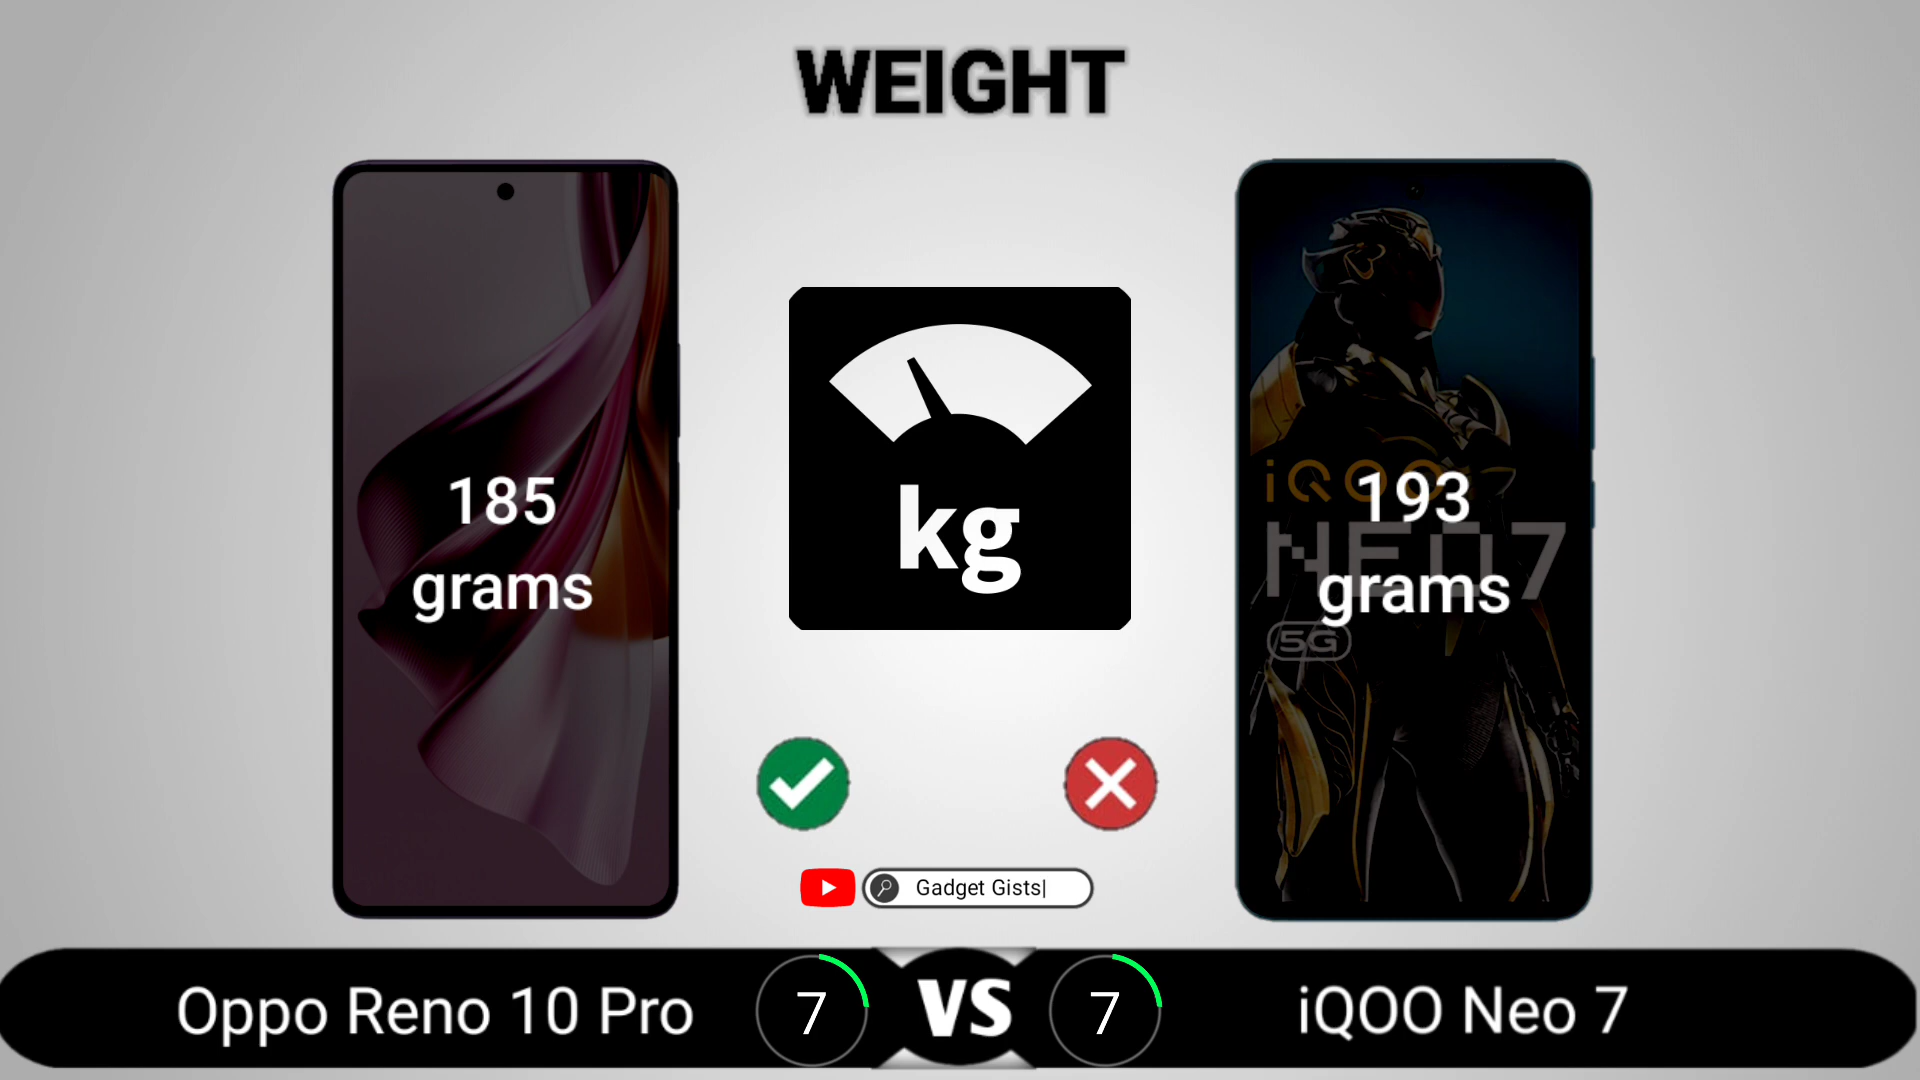 WEIGHT
185
grams
kg
iQOO
193
NEO7
grams
5G
Gadget Gists|
Oppo Reno 10 Pro
7
VS
7
iQOO Neo 7